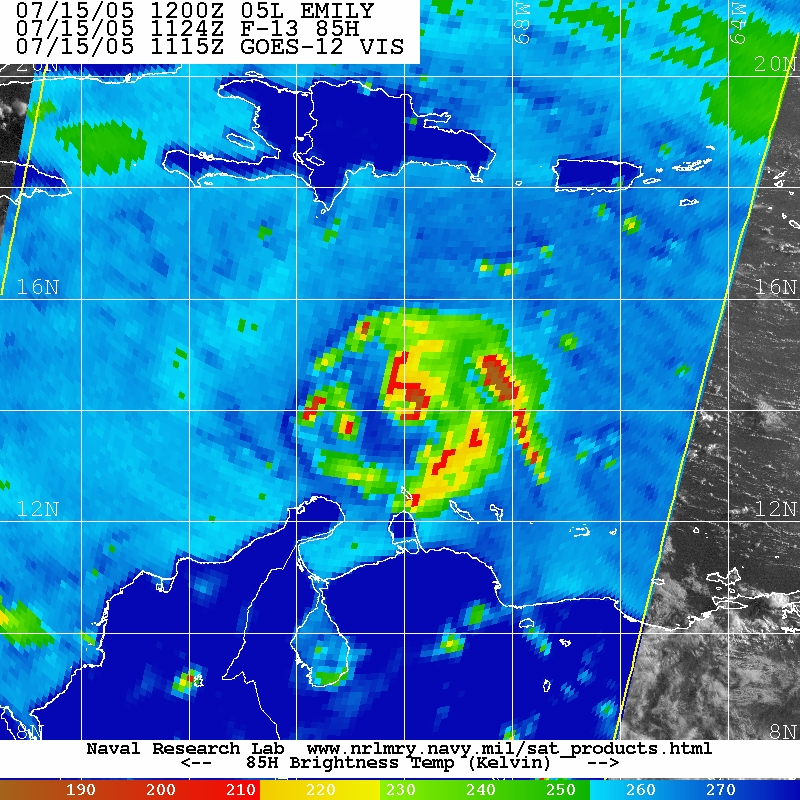 07/15/05 1200Z 05L EMILY
07/15/05 1124Z F-13 85H
07/15/05 1115Z GOES-12 VIS
68W 64W
20N 20N
16N 16N
12N 12N
8N 8N
Naval Research Lab www.nrlmry.navy.mil/sat_products.html
<-- 85H Brightness Temp (Kelvin) -->
190 200 210 220 230 240 250 260 270